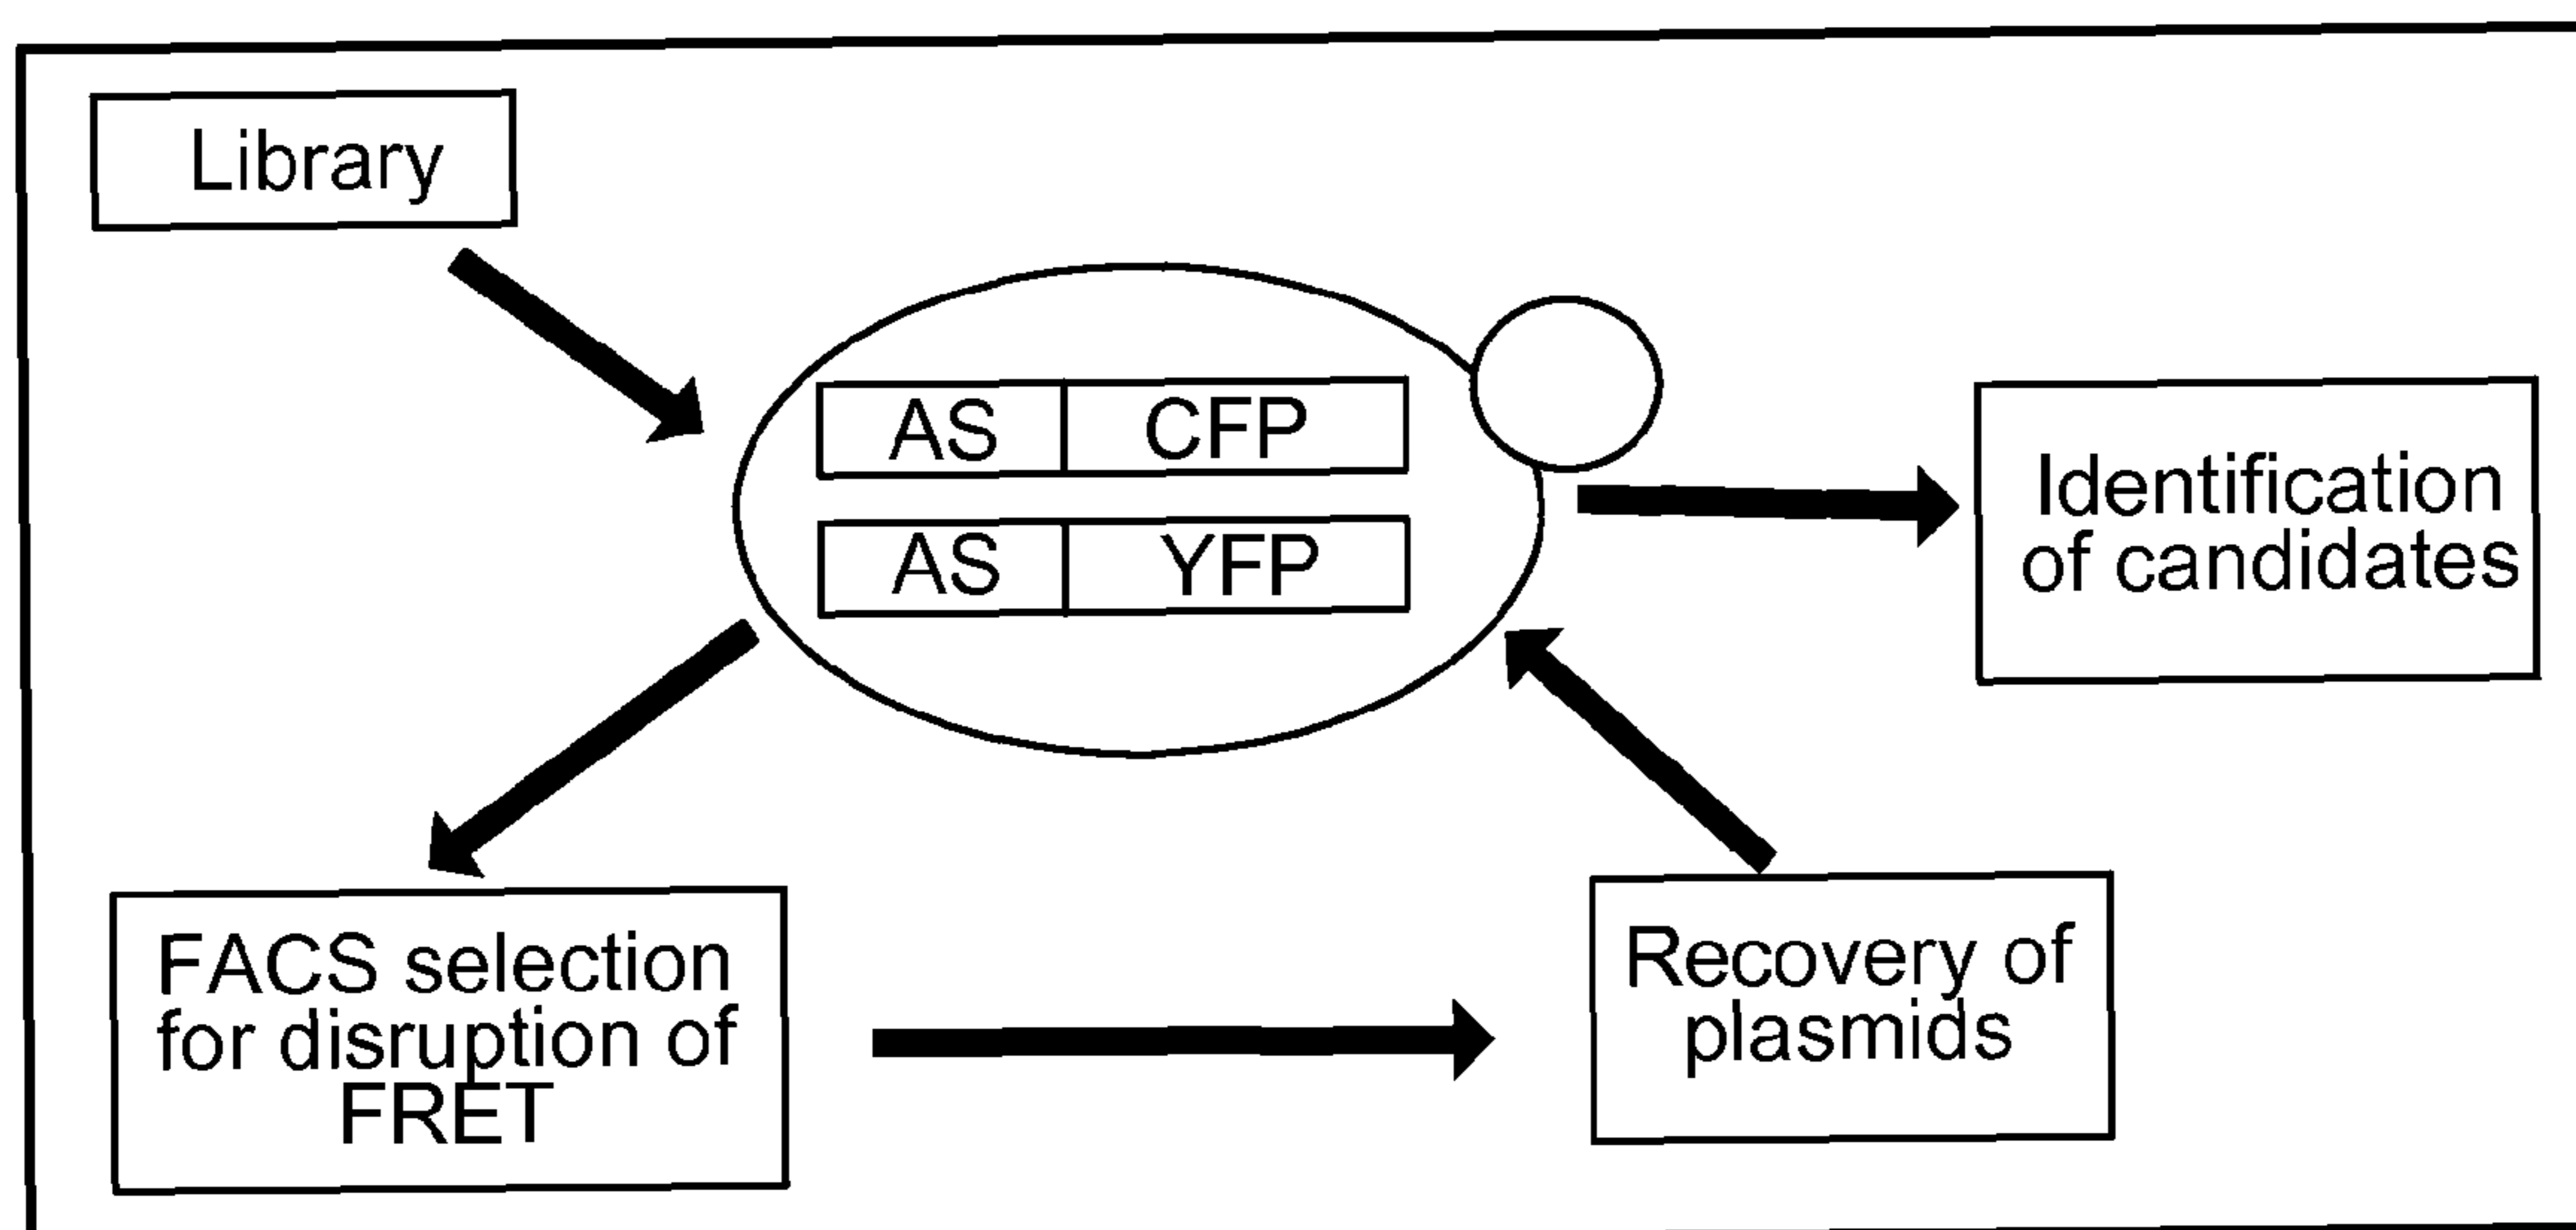 Library
AS CFP
AS YFP
Identification
of candidates
FACS selection
for disruption of
FRET
Recovery of
plasmids